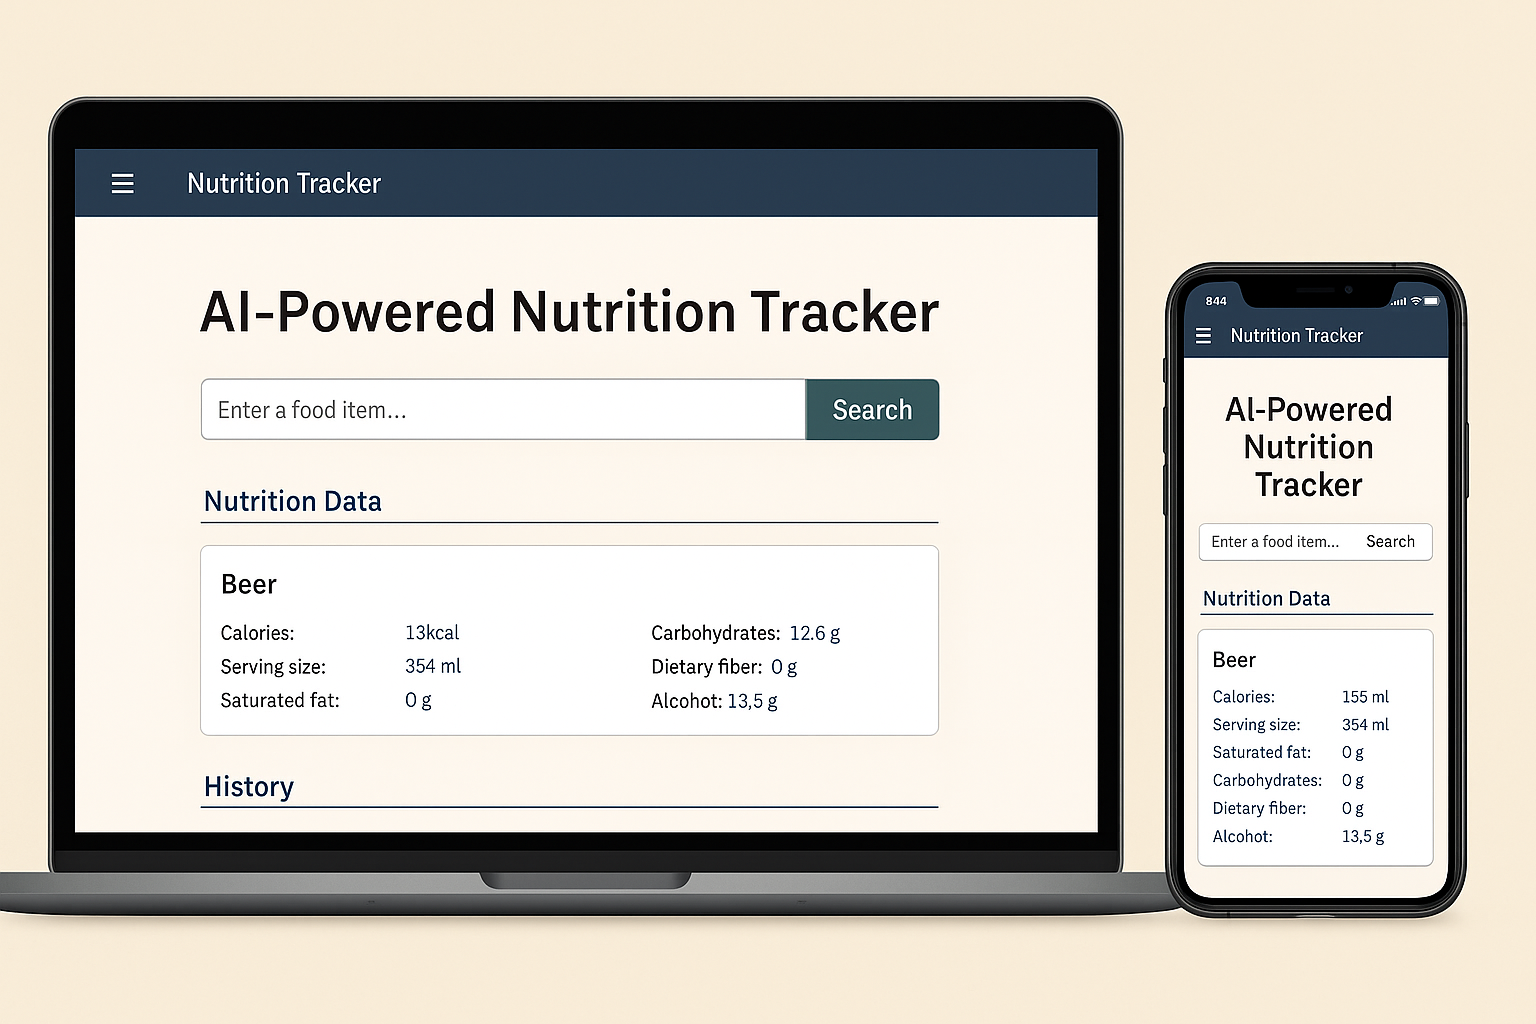 Nutrition Tracker
AI-Powered Nutrition Tracker
Enter a food item...
Search
Nutrition Data
Beer
Calories: 13kcal
Serving size: 354 ml
Saturated fat: 0 g
Carbohydrates: 12.6 g
Dietary fiber: 0 g
Alcohot: 13,5 g
History
844
Nutrition Tracker
AI-Powered
Nutrition
Tracker
Enter a food item... Search
Nutrition Data
Beer
Calories: 155 ml
Serving size: 354 ml
Saturated fat: 0 g
Carbohydrates: 0 g
Dietary fiber: 0 g
Alcohot: 13,5 g